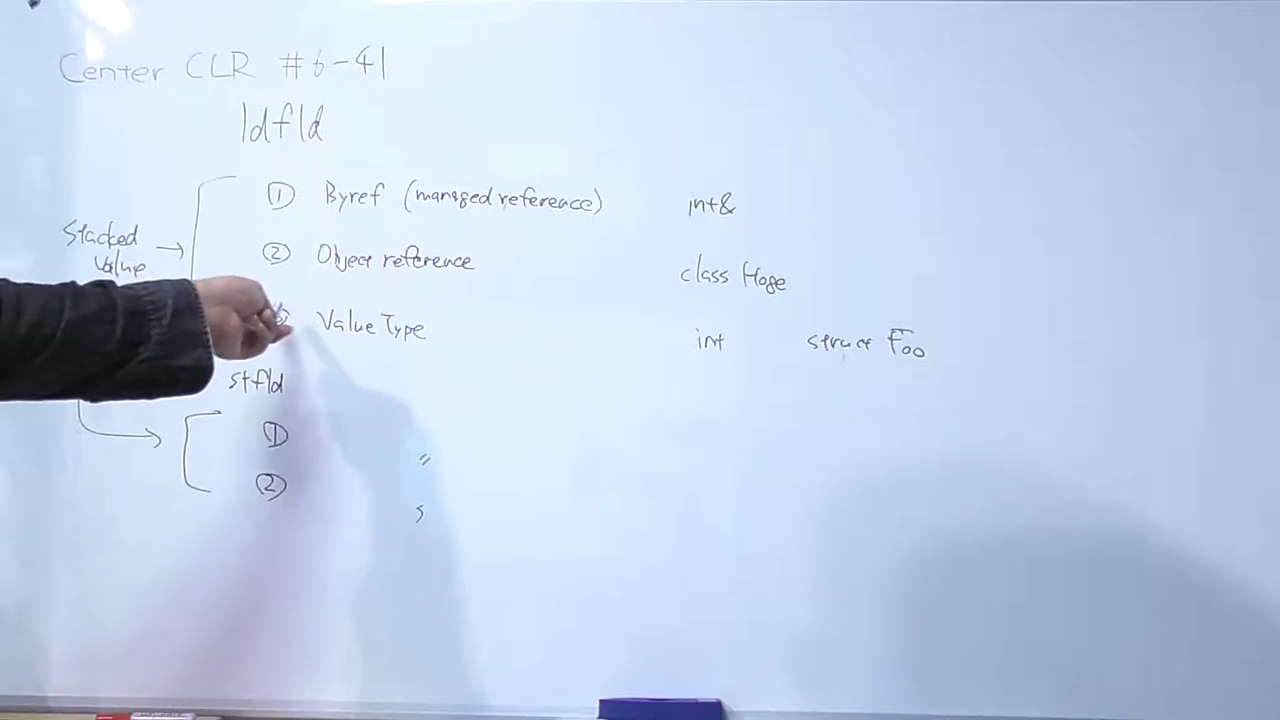 Center CLR #6-41
ldfld
① Byref (managed reference) int&
Stacked
Value
② Object reference class Hoge
Value Type int struct Foo
stfld
① 〃
②